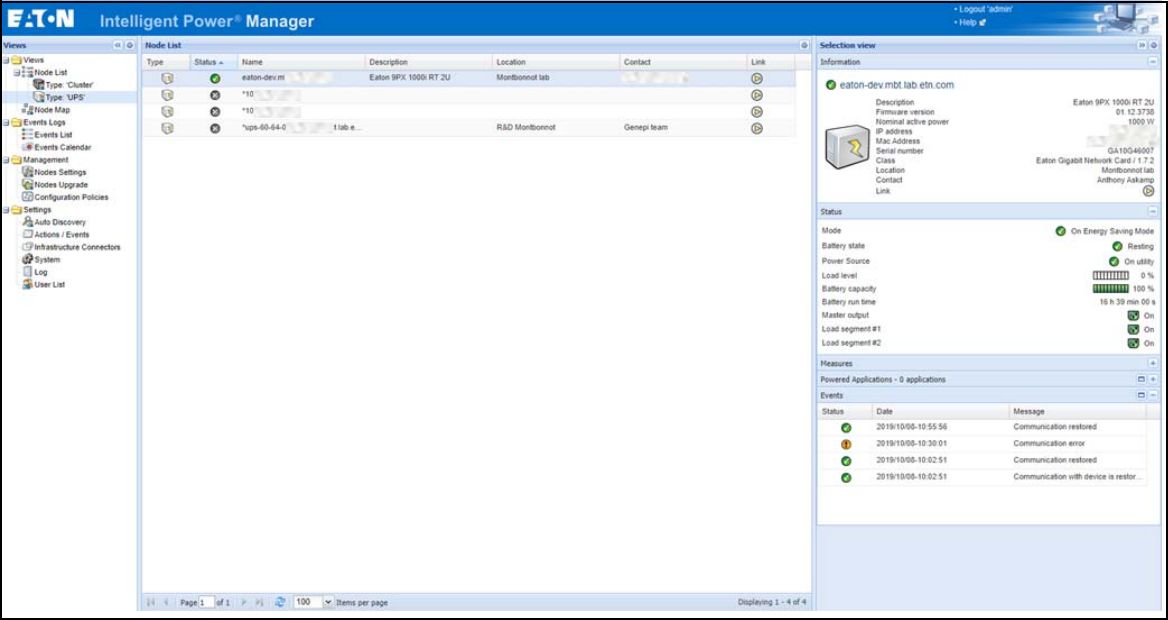 EATON Intelligent Power® Manager
• Logout 'admin'
• Help
Views
Views
Node List
Type: 'Cluster'
Type: 'UPS'
Node Map
Events Logs
Events List
Events Calendar
Management
Nodes Settings
Nodes Upgrade
Configuration Policies
Settings
Auto Discovery
Actions / Events
Infrastructure Connectors
System
Log
User List
Node List
Type Status Name Description Location Contact Link
eaton-dev.m Eaton 9PX 1000i RT 2U Montbonnot lab
*10
*10
*ups-60-64-0 t.lab.e... R&D Montbonnot Genepi team
Page 1 of 1 100 Items per page Displaying 1 - 4 of 4
Selection view
Information
eaton-dev.mbt.lab.etn.com
Description Eaton 9PX 1000i RT 2U
Firmware version 01.12.3738
Nominal active power 1000 W
IP address
Mac Address
Serial number GA10G46007
Class Eaton Gigabit Network Card / 1.7.2
Location Montbonnot lab
Contact Anthony Askamp
Link
Status
Mode On Energy Saving Mode
Battery state Resting
Power Source On utility
Load level 0 %
Battery capacity 100 %
Battery run time 16 h 39 min 00 s
Master output On
Load segment #1 On
Load segment #2 On
Measures
Powered Applications - 0 applications
Events
Status Date Message
2019/10/08-10:55:56 Communication restored
2019/10/08-10:30:01 Communication error
2019/10/08-10:02:51 Communication restored
2019/10/08-10:02:51 Communication with device is restor...